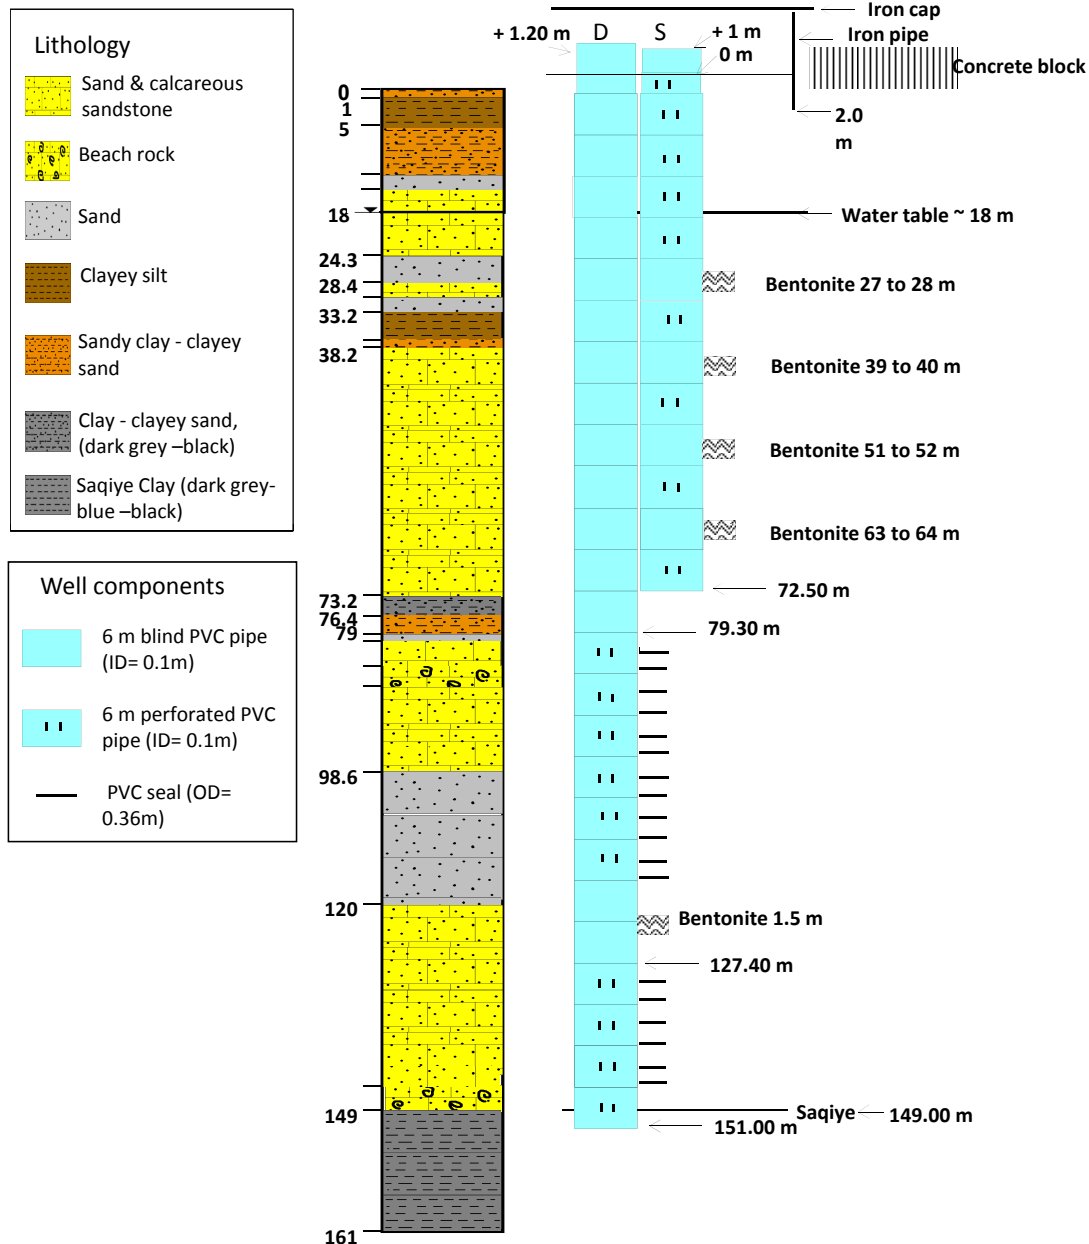 Lithology
Sand & calcareous
sandstone
Beach rock
Sand
Clayey silt
Sandy clay - clayey
sand
Clay - clayey sand,
(dark grey –black)
Saqiye Clay (dark grey-
blue –black)
Well components
6 m blind PVC pipe
(ID= 0.1m)
6 m perforated PVC
pipe (ID= 0.1m)
PVC seal (OD=
0.36m)
0
1
5
18
24.3
28.4
33.2
38.2
73.2
76.4
79
98.6
120
149
161
D
S
+ 1.20 m
+ 1 m
0 m
Iron cap
Iron pipe
Concrete block
2.0
m
Water table ~ 18 m
Bentonite 27 to 28 m
Bentonite 39 to 40 m
Bentonite 51 to 52 m
Bentonite 63 to 64 m
72.50 m
79.30 m
Bentonite 1.5 m
127.40 m
Saqiye
149.00 m
151.00 m